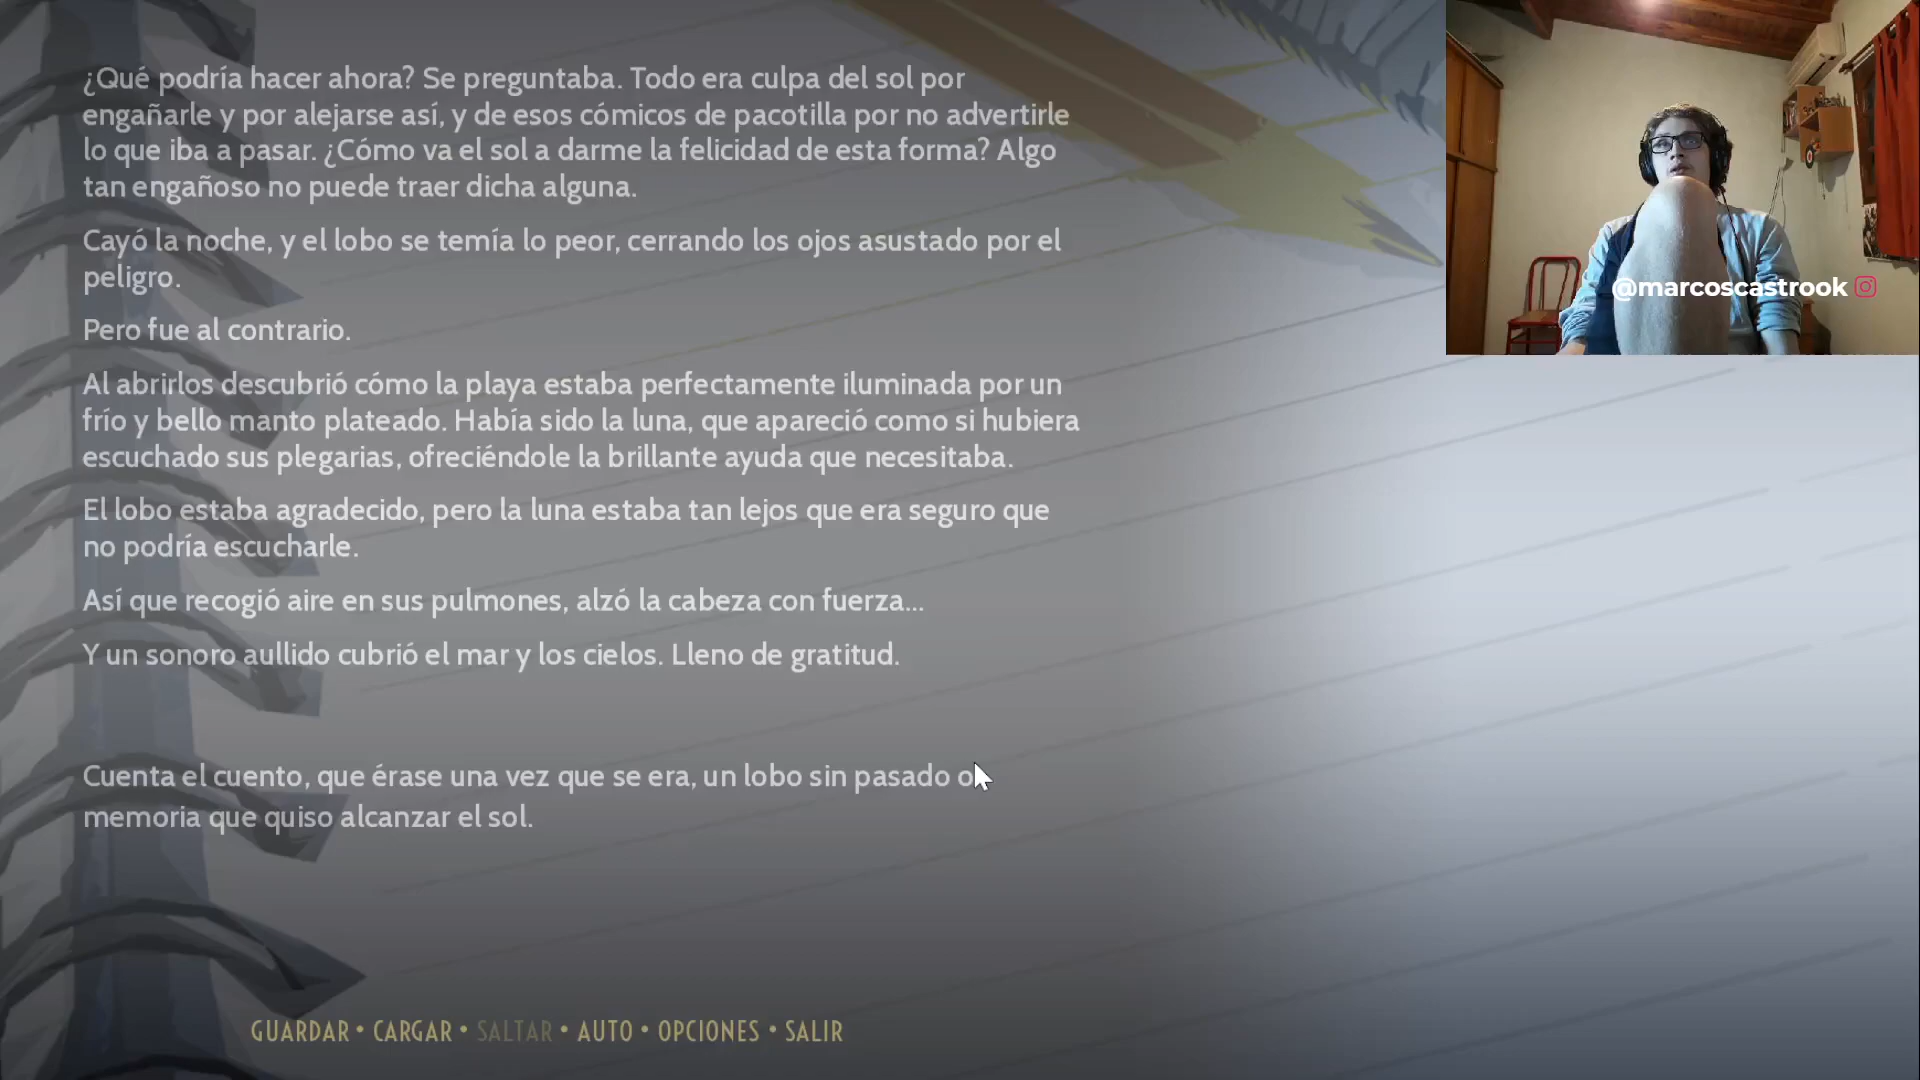 ¿Qué podría hacer ahora? Se preguntaba. Todo era culpa del sol por
engañarle y por alejarse así, y de esos cómicos de pacotilla por no advertirle
lo que iba a pasar. ¿Cómo va el sol a darme la felicidad de esta forma? Algo
tan engañoso no puede traer dicha alguna.
Cayó la noche, y el lobo se temía lo peor, cerrando los ojos asustado por el
peligro.
Pero fue al contrario.
Al abrirlos descubrió cómo la playa estaba perfectamente iluminada por un
frío y bello manto plateado. Había sido la luna, que apareció como si hubiera
escuchado sus plegarias, ofreciéndole la brillante ayuda que necesitaba.
El lobo estaba agradecido, pero la luna estaba tan lejos que era seguro que
no podría escucharle.
Así que recogió aire en sus pulmones, alzó la cabeza con fuerza...
Y un sonoro aullido cubrió el mar y los cielos. Lleno de gratitud.
Cuenta el cuento, que érase una vez que se era, un lobo sin pasado o
memoria que quiso alcanzar el sol.
GUARDAR • CARGAR • SALTAR • AUTO • OPCIONES • SALIR
@marcoscastrook